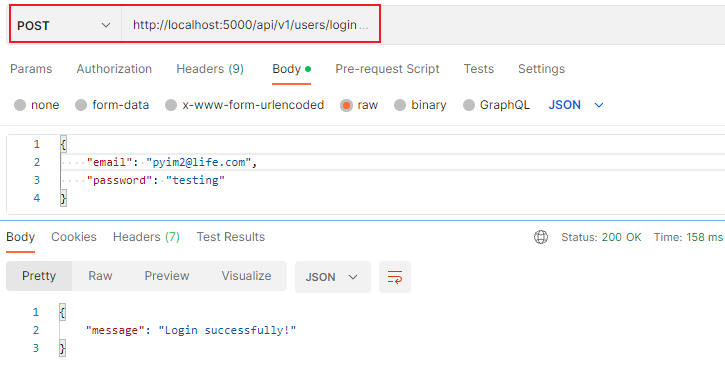 POST http://localhost:5000/api/v1/users/login...
Params Authorization Headers (9) Body Pre-request Script Tests Settings
none form-data x-www-form-urlencoded raw binary GraphQL JSON
1 {
2 "email": "pyim2@life.com",
3 "password": "testing"
4 }
Body Cookies Headers (7) Test Results Status: 200 OK Time: 158 ms
Pretty Raw Preview Visualize JSON
1 {
2 "message": "Login successfully!"
3 }